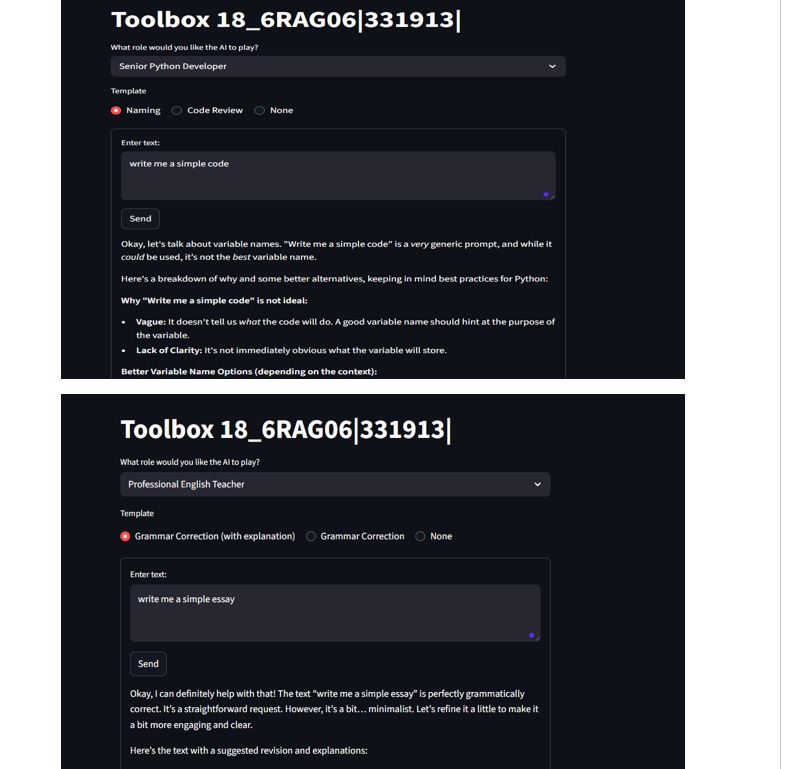 Toolbox 18_6RAG06|331913|
What role would you like the AI to play?
Senior Python Developer
Template
Naming Code Review None
Enter text:
write me a simple code
Send
Okay, let's talk about variable names. "Write me a simple code" is a very generic prompt, and while it
could be used, it's not the best variable name.
Here's a breakdown of why and some better alternatives, keeping in mind best practices for Python:
Why "Write me a simple code" is not ideal:
• Vague: It doesn't tell us what the code will do. A good variable name should hint at the purpose of
the variable.
• Lack of Clarity: It's not immediately obvious what the variable will store.
Better Variable Name Options (depending on the context):
Toolbox 18_6RAG06|331913|
What role would you like the AI to play?
Professional English Teacher
Template
Grammar Correction (with explanation) Grammar Correction None
Enter text:
write me a simple essay
Send
Okay, I can definitely help with that! The text “write me a simple essay” is perfectly grammatically
correct. It’s a straightforward request. However, it’s a bit… minimalist. Let’s refine it a little to make it
a bit more engaging and clear.
Here’s the text with a suggested revision and explanations: